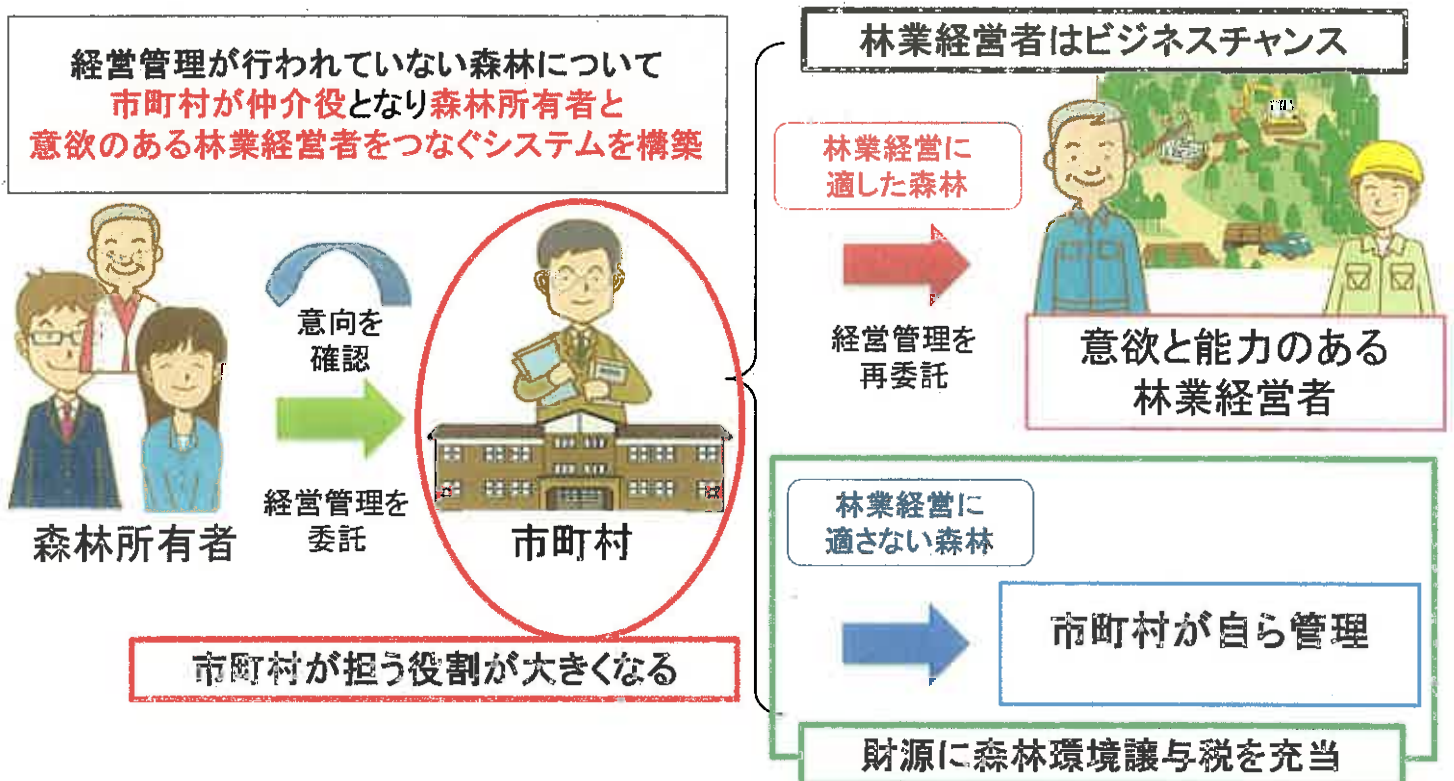 経営管理が行われていない森林について
市町村が仲介役となり森林所有者と
意欲のある林業経営者をつなぐシステムを構築
森林所有者
意向を
確認
経営管理を
委託
市町村
市町村が担う役割が大きくなる
林業経営者はビジネスチャンス
林業経営に
適した森林
経営管理を
再委託
意欲と能力のある
林業経営者
林業経営に
適さない森林
市町村が自ら管理
財源に森林環境譲与税を充当